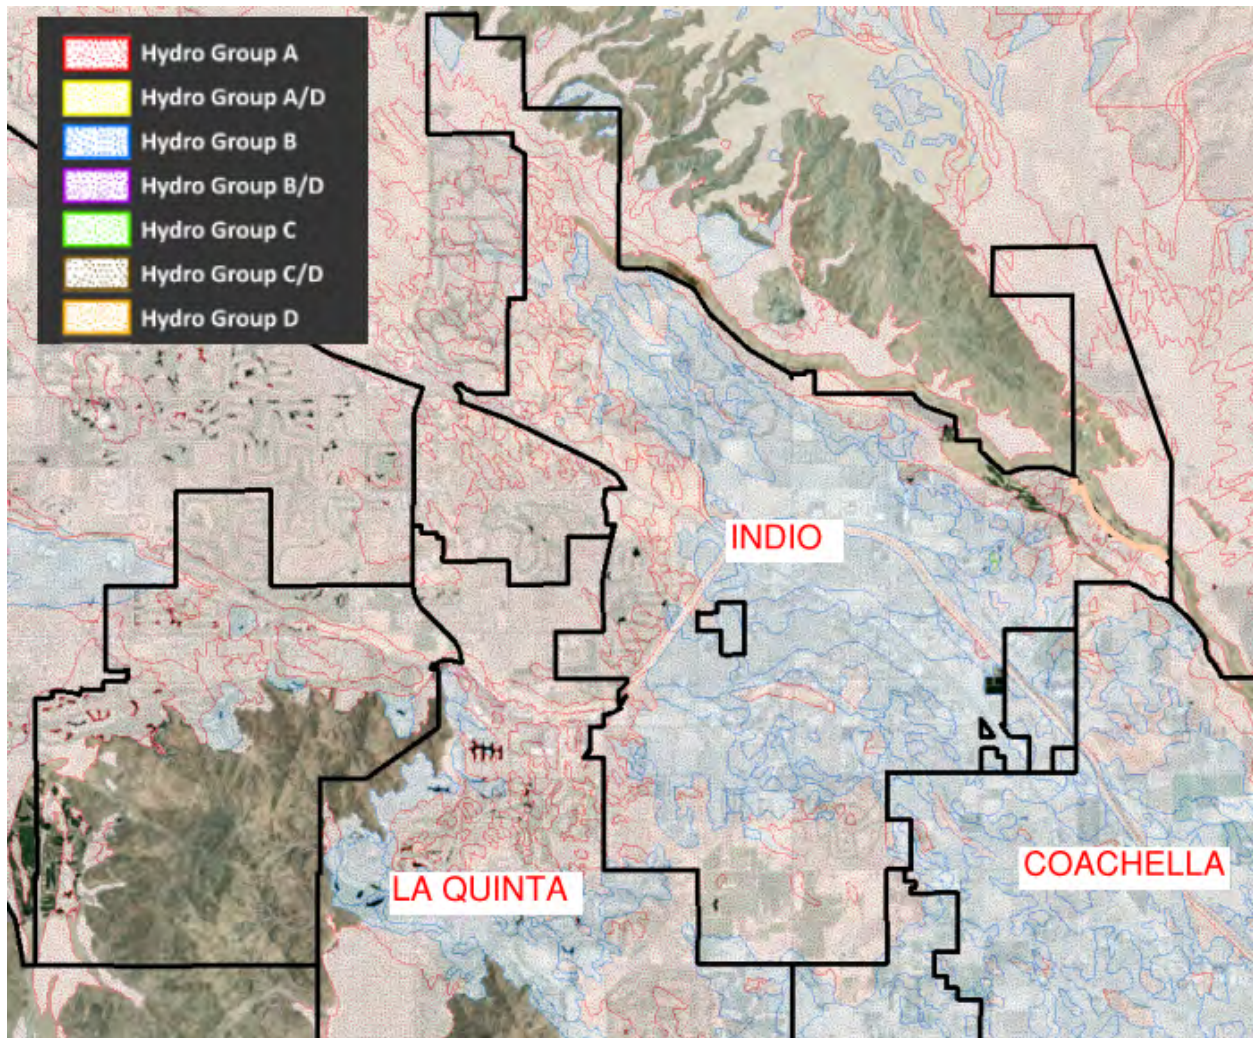 Hydro Group A
Hydro Group A/D
Hydro Group B
Hydro Group B/D
Hydro Group C
Hydro Group C/D
Hydro Group D
INDIO
COACHELLA
LA QUINTA